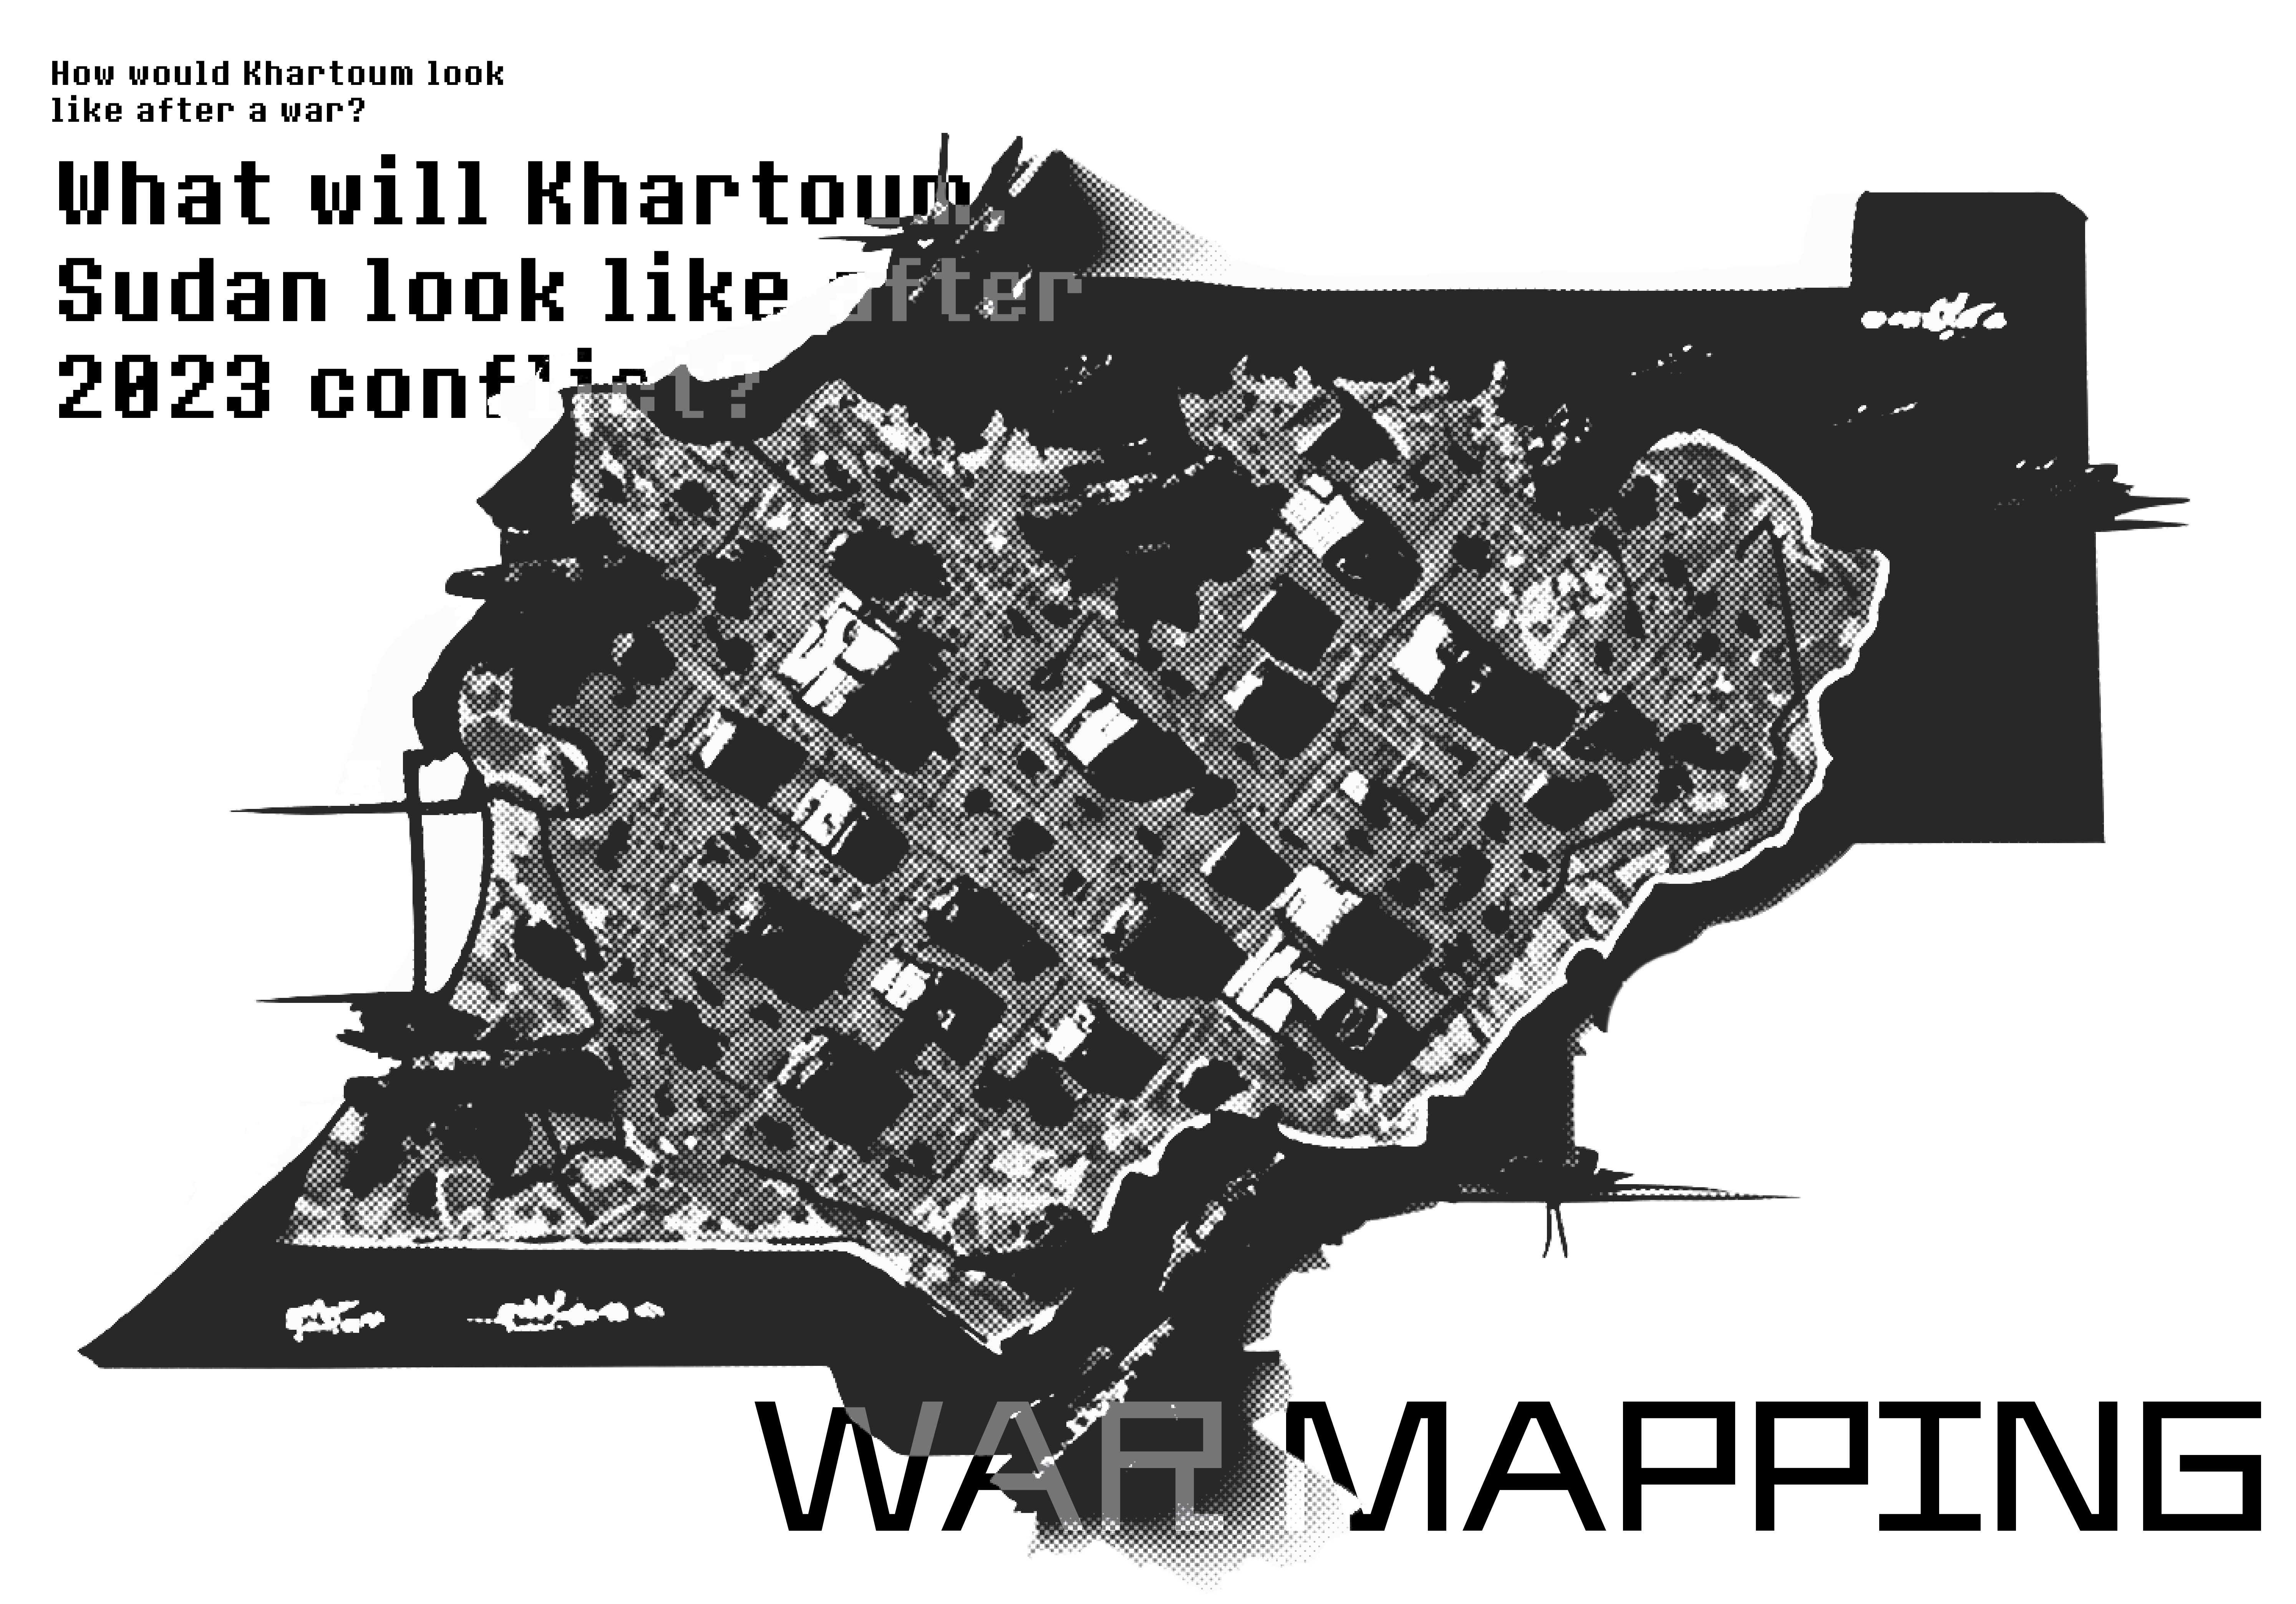 How would Khartoum look
like after a war?
What will Khartoum,
Sudan look like after
2023 conflict?
WAR MAPPING